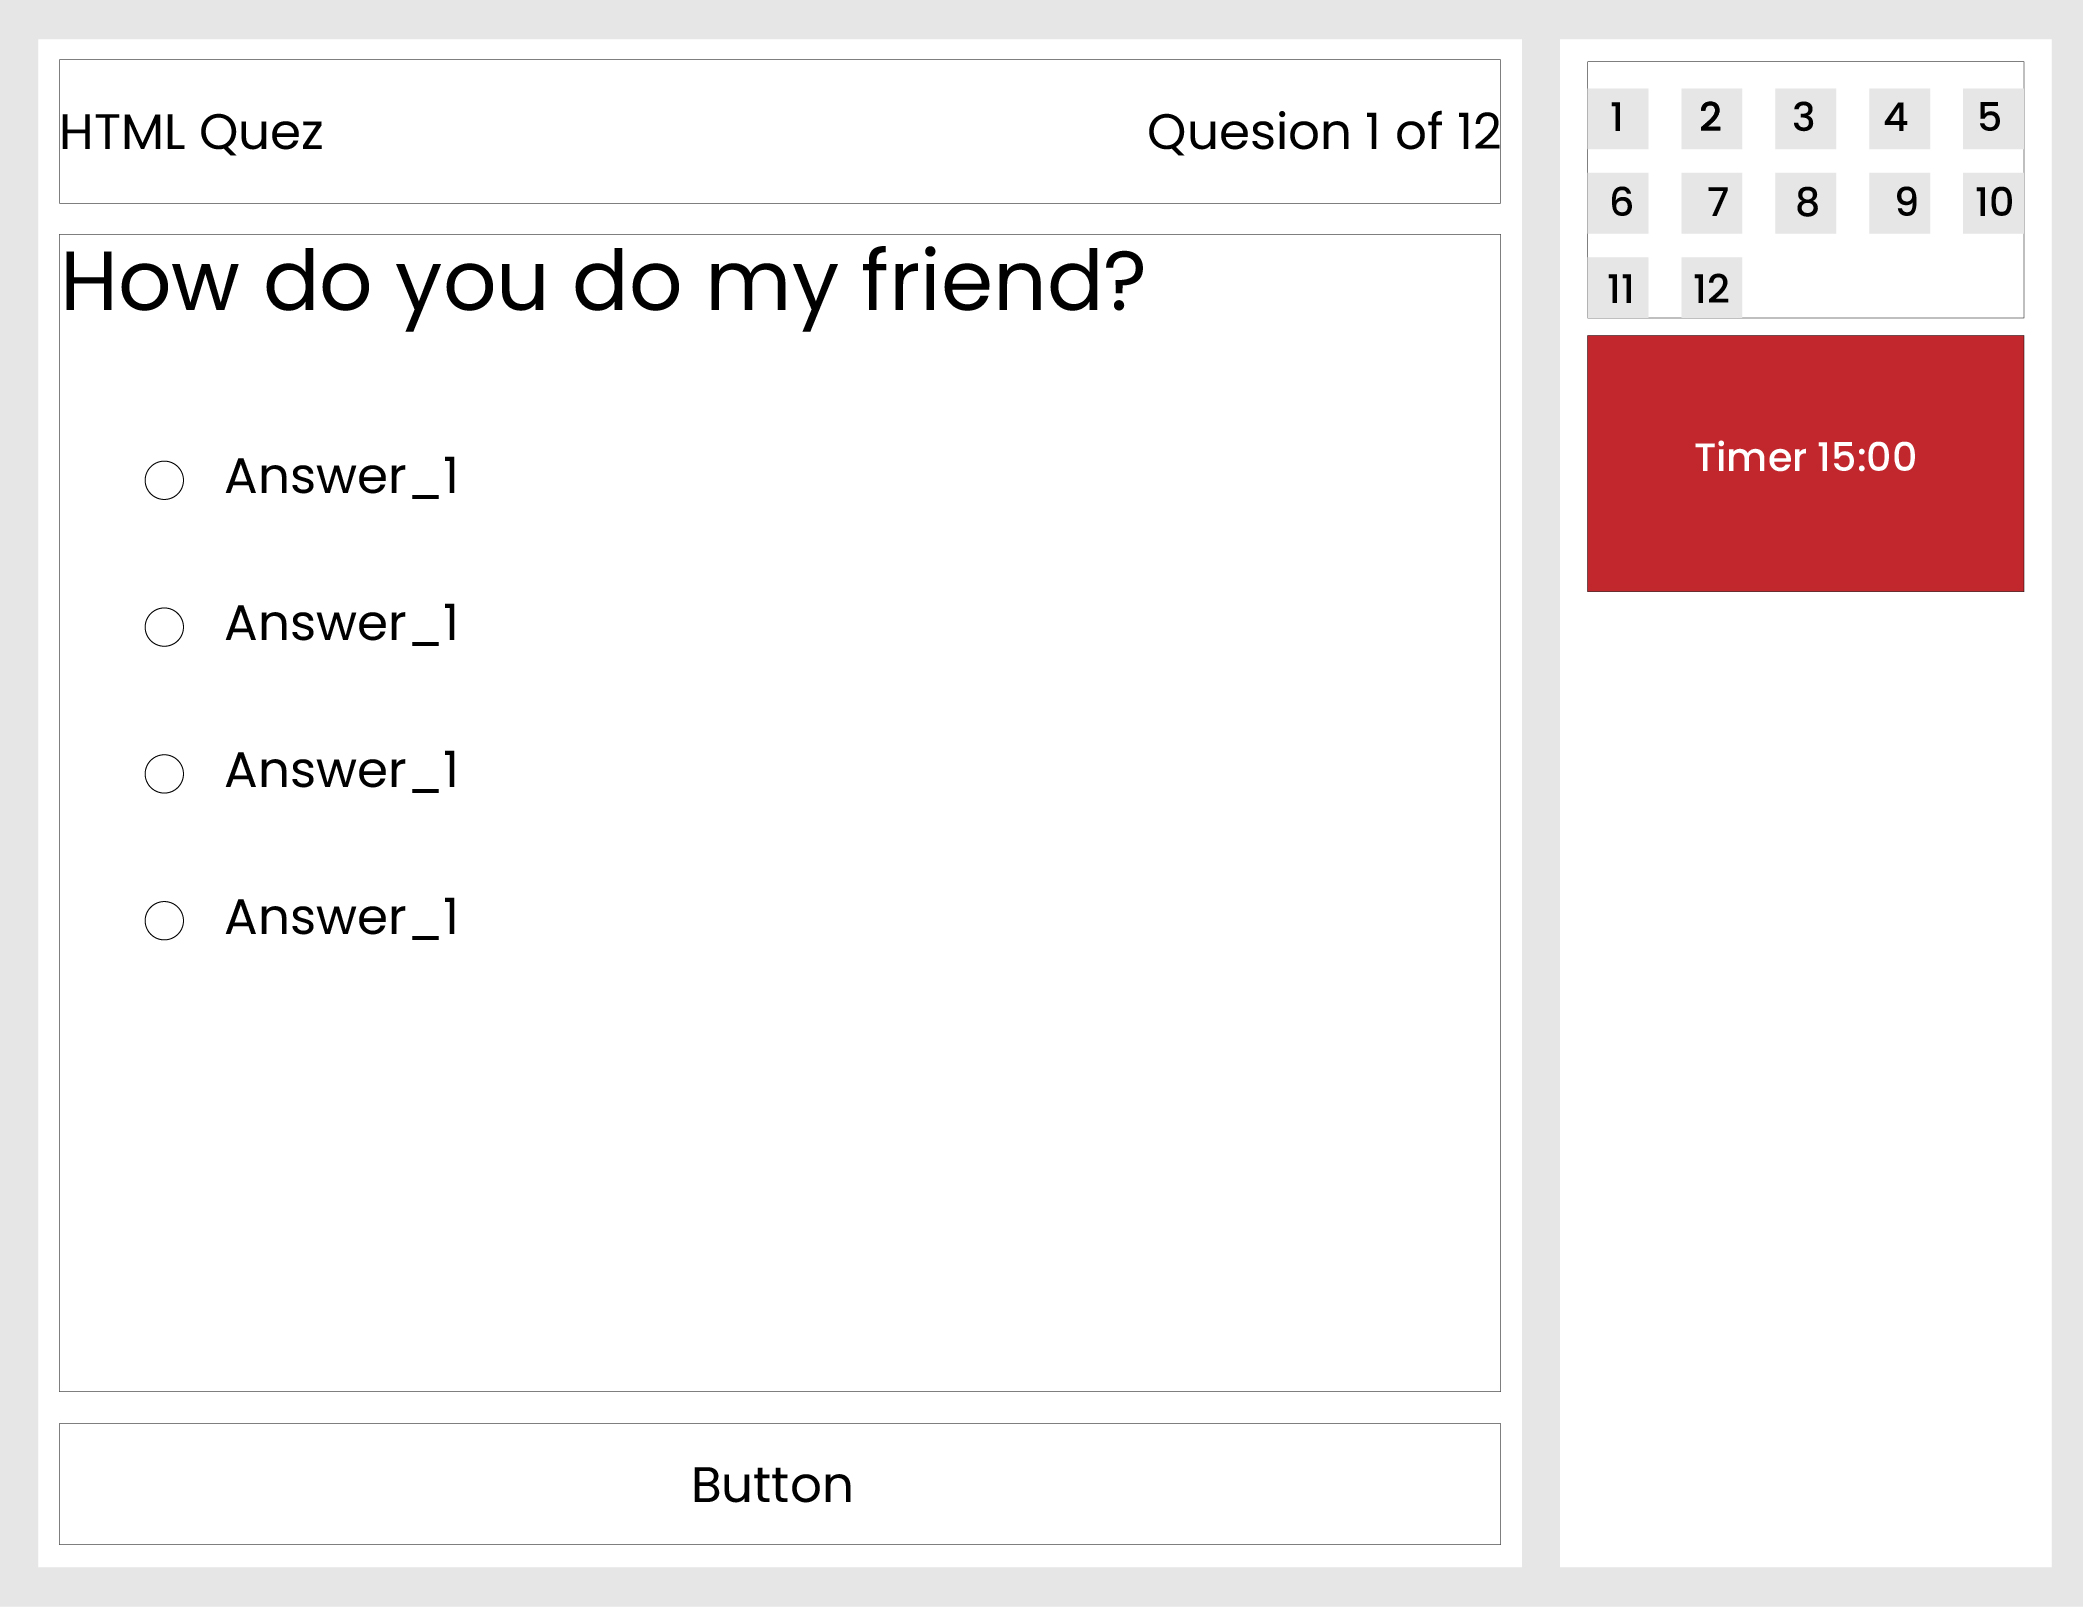 HTML Quez
Quesion 1 of 12
How do you do my friend?
Answer_1
Answer_1
Answer_1
Answer_1
Button
1 2 3 4 5
6 7 8 9 10
11 12
Timer 15:00